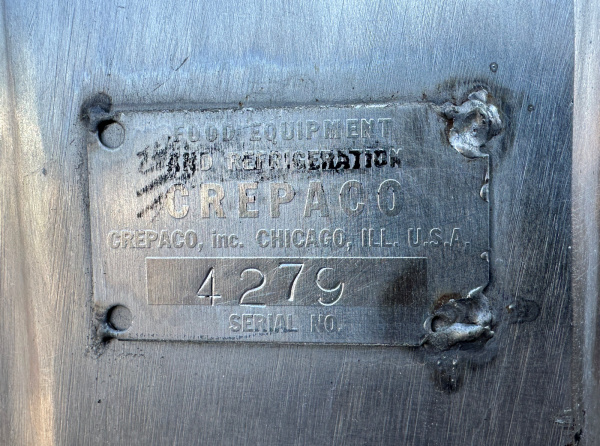 FOOD EQUIPMENT
AND REFRIGERATION
CREPACO
CREPACO, inc. CHICAGO, ILL. U.S.A.
4279
SERIAL NO.